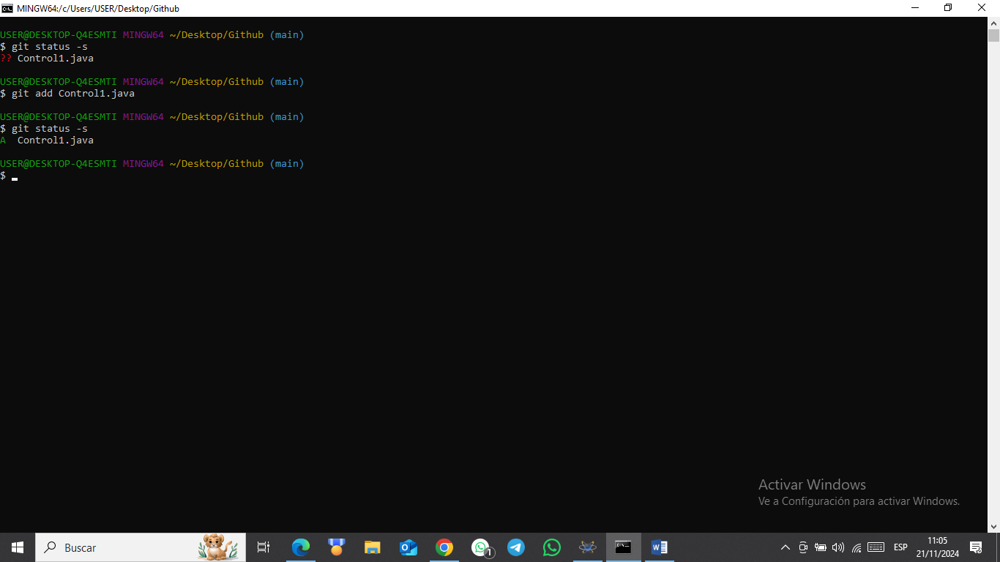 MINGW64:/c/Users/USER/Desktop/Github
USER@DESKTOP-Q4ESMTI MINGW64 ~/Desktop/Github (main)
$ git status -s
?? Control1.java
USER@DESKTOP-Q4ESMTI MINGW64 ~/Desktop/Github (main)
$ git add Control1.java
USER@DESKTOP-Q4ESMTI MINGW64 ~/Desktop/Github (main)
$ git status -s
A  Control1.java
USER@DESKTOP-Q4ESMTI MINGW64 ~/Desktop/Github (main)
$
Activar Windows
Ve a Configuración para activar Windows.
Buscar
1
ESP
11:05
21/11/2024